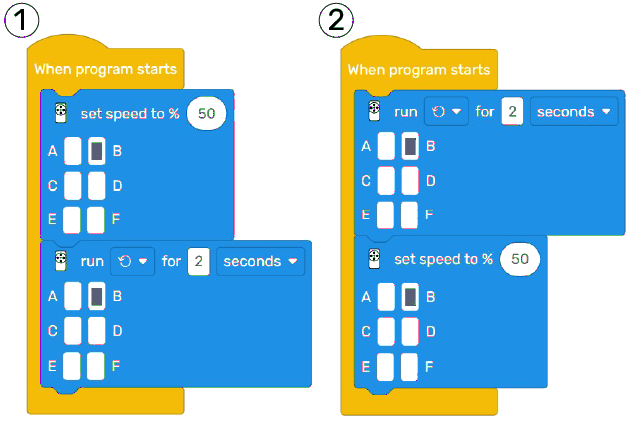 1
When program starts
set speed to % 50
A B
C D
E F
run for 2 seconds
A B
C D
E F
2
When program starts
run for 2 seconds
A B
C D
E F
set speed to % 50
A B
C D
E F